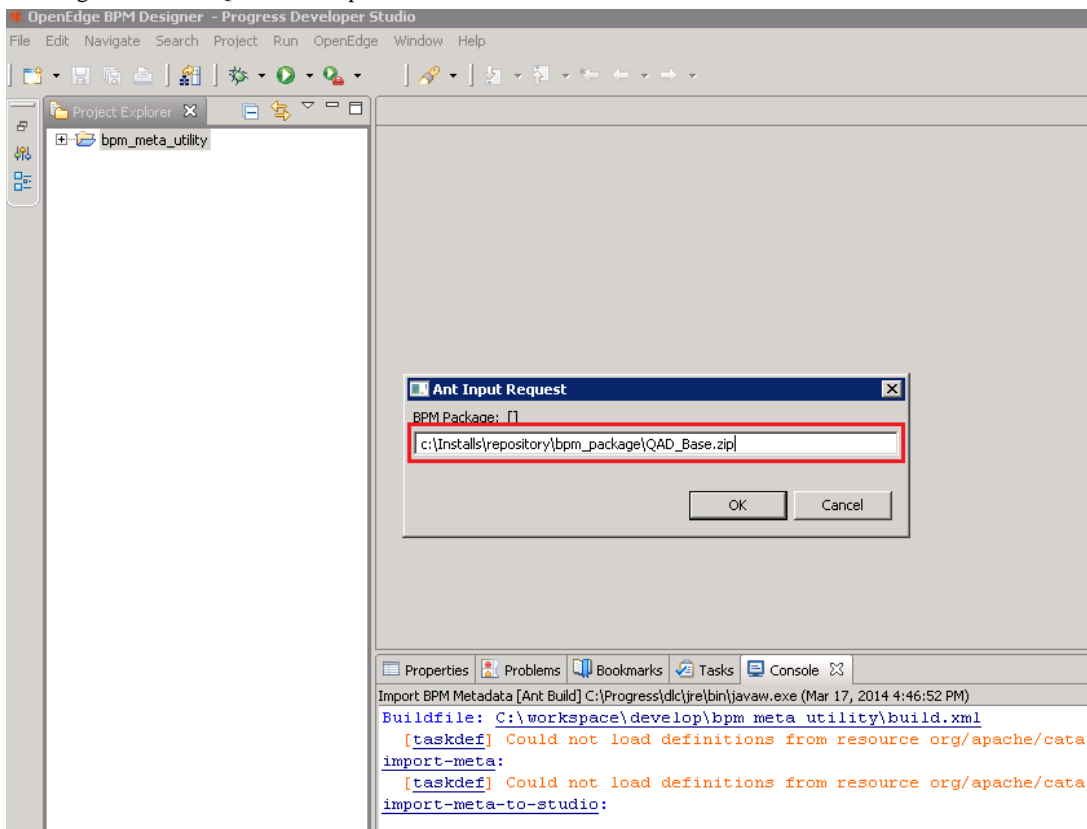 OpenEdge BPM Designer - Progress Developer Studio
File Edit Navigate Search Project Run OpenEdge Window Help
Project Explorer
bpm_meta_utility
Ant Input Request
BPM Package: []
c:\Installs\repository\bpm_package\QAD_Base.zip
OK Cancel
Properties Problems Bookmarks Tasks Console
Import BPM Metadata [Ant Build] C:\Progress\dlc\jre\bin\javaw.exe (Mar 17, 2014 4:46:52 PM)
Buildfile: C:\workspace\develop\bpm_meta_utility\build.xml
[taskdef] Could not load definitions from resource org/apache/cata
import-meta:
[taskdef] Could not load definitions from resource org/apache/cata
import-meta-to-studio: